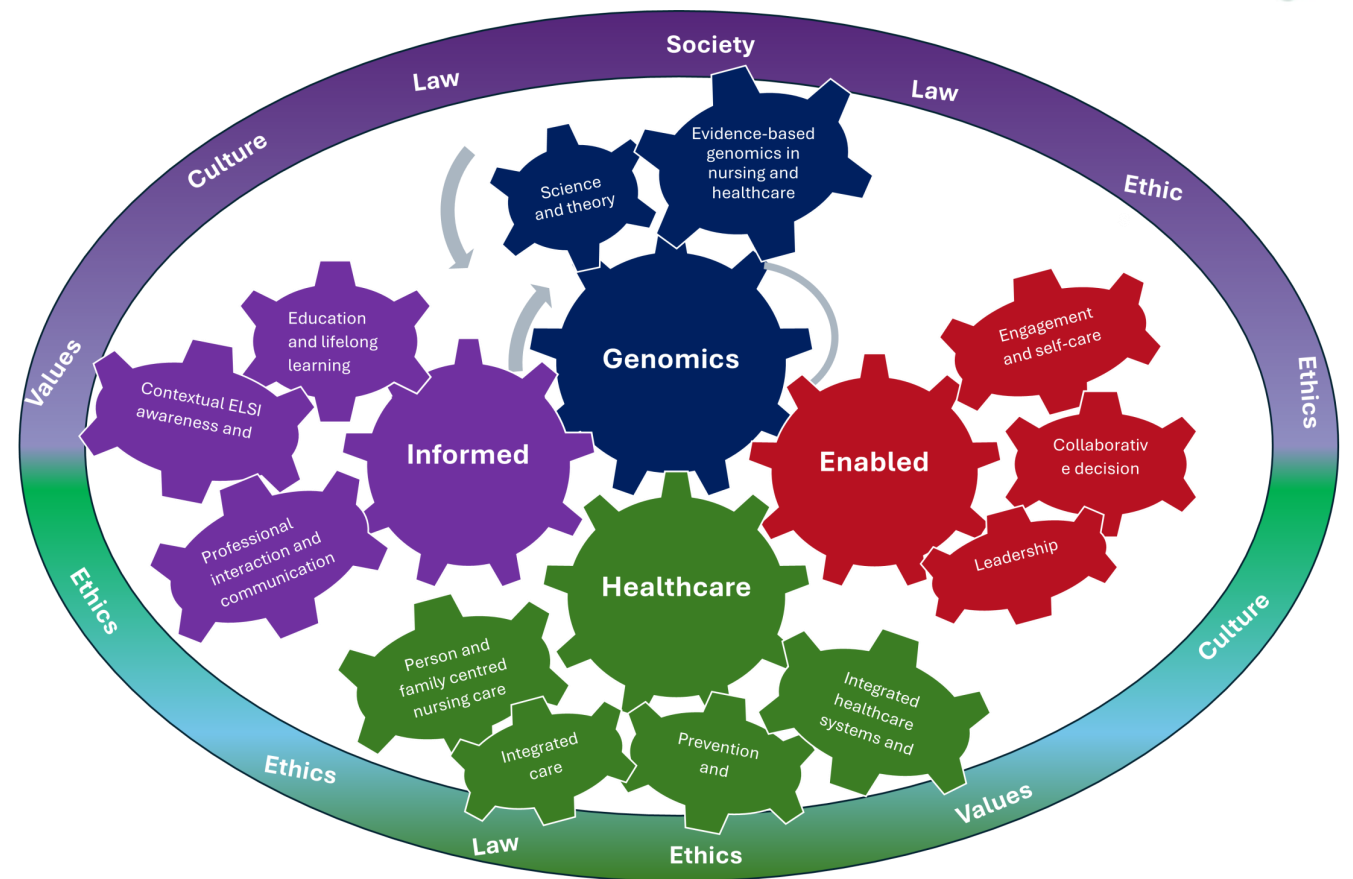 Society
Law
Law
Culture
Ethic
Values
Ethics
Evidence-based
genomics in
nursing and
healthcare
Science
and theory
Genomics
Education
and lifelong
learning
Contextual ELSI
awareness and
Professional
interaction and
communication
Informed
Enabled
Engagement
and self-care
Collaborativ
e decision
Leadership
Healthcare
Person and
family centred
nursing care
Integrated
care
Prevention
and
Integrated
healthcare
systems and
Ethics
Culture
Ethics
Values
Law
Ethics